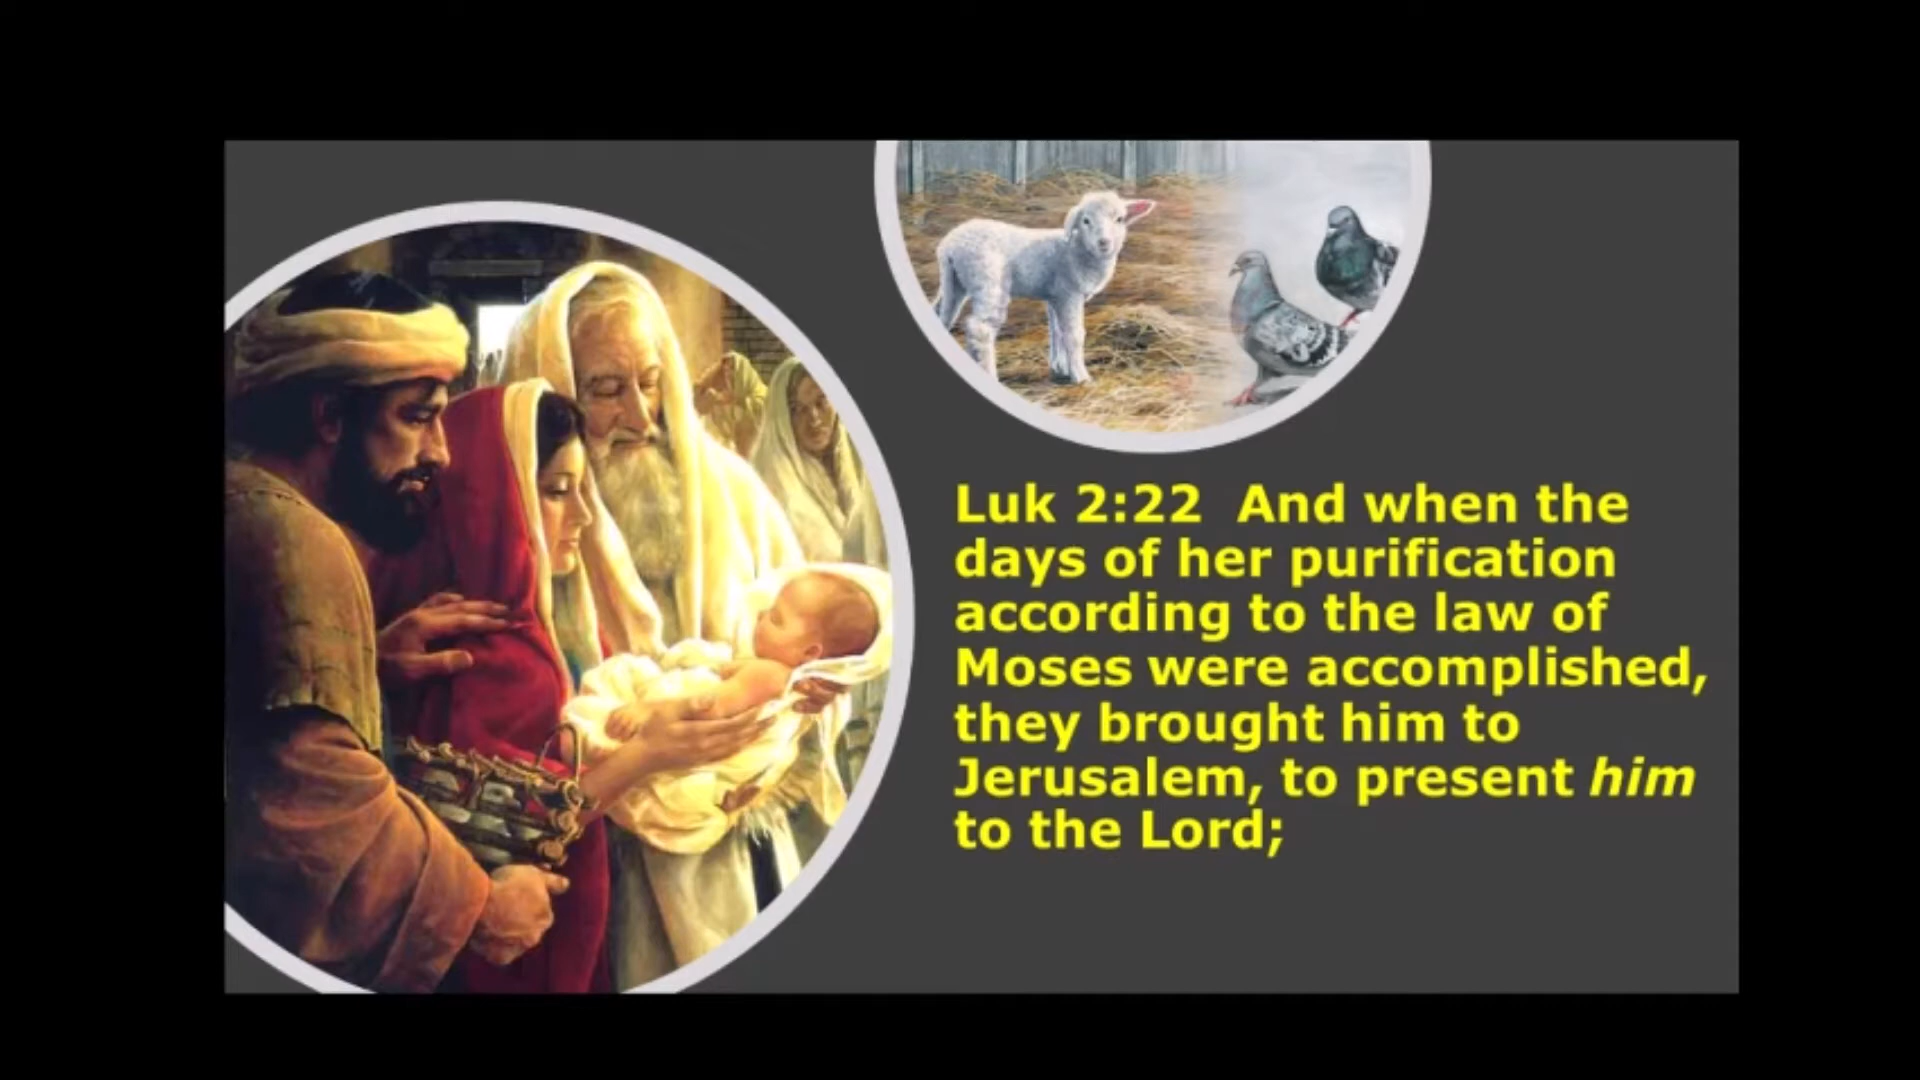 Luk 2:22  And when the
days of her purification
according to the law of
Moses were accomplished,
they brought him to
Jerusalem, to present him
to the Lord;